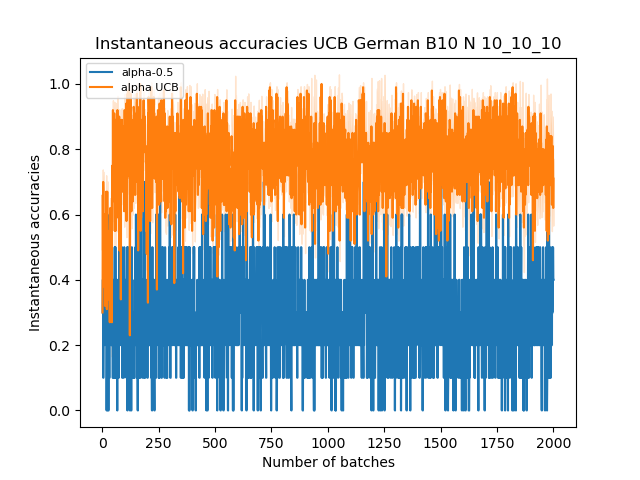 Instantaneous accuracies UCB German B10 N 10_10_10
alpha-0.5
alpha UCB
1.0
0.8
0.6
0.4
0.2
0.0
Instantaneous accuracies
0 250 500 750 1000 1250 1500 1750 2000
Number of batches